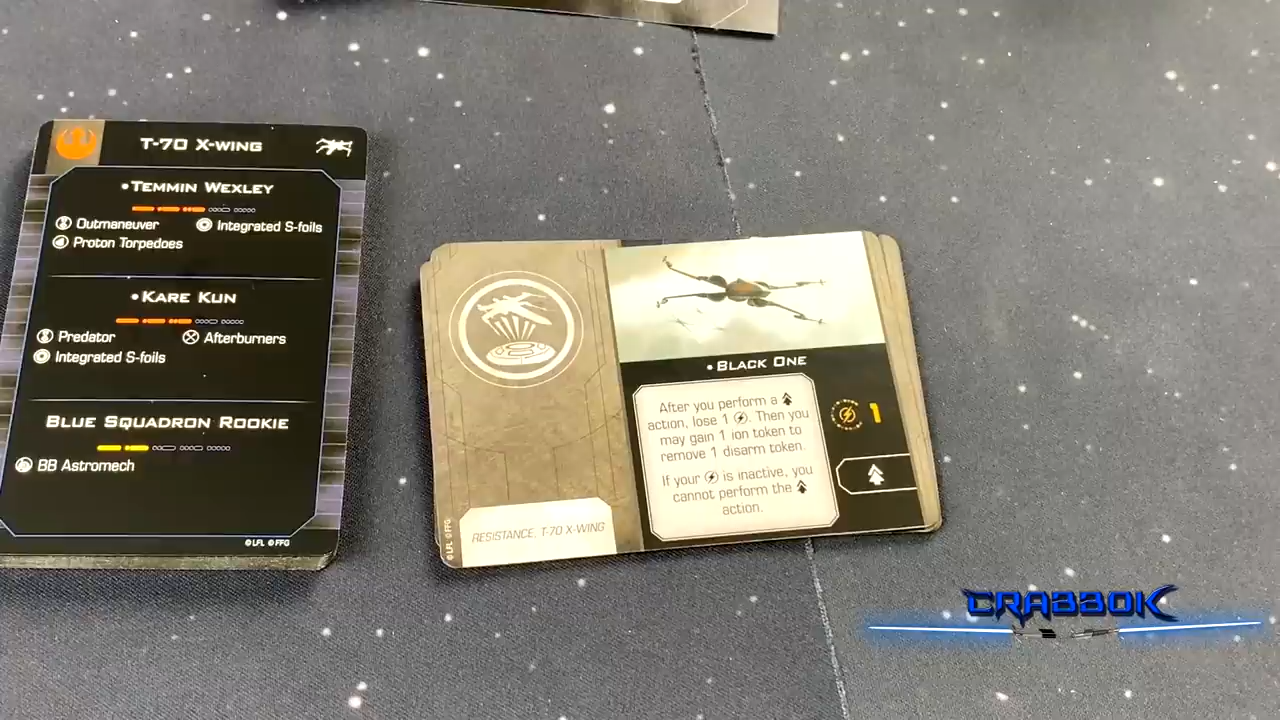 T-70 X-WING
•TEMMIN WEXLEY
Outmaneuver
Integrated S-foils
Proton Torpedoes
•KARE KUN
Predator
Afterburners
Integrated S-foils
BLUE SQUADRON ROOKIE
BB Astromech
©LFL ©FFG
•BLACK ONE
After you perform a
action, lose 1 . Then you
may gain 1 ion token to
remove 1 disarm token.
If your is inactive, you
cannot perform the
action.
1
RESISTANCE, T-70 X-WING
©LFL ©FFG
CRABBOK